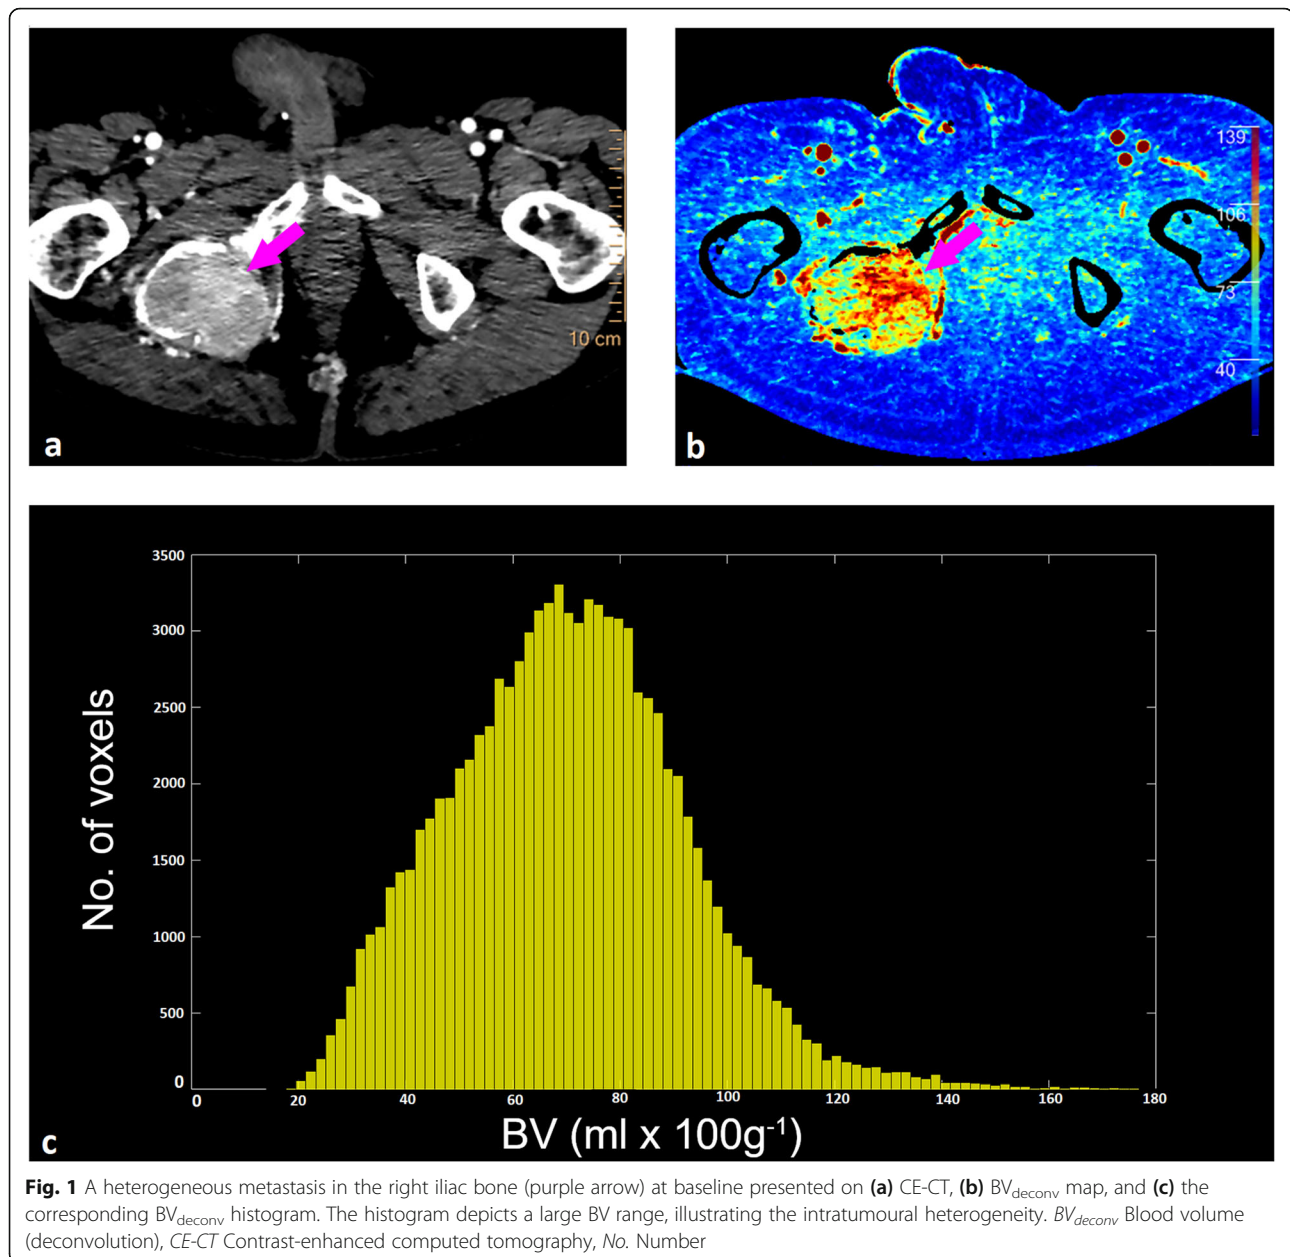 10 cm
a
139
106
73
40
b
3500
3000
2500
2000
1500
1000
500
0
No. of voxels
0 20 40 60 80 100 120 140 160 180
BV (ml x 100g⁻¹)
c
Fig. 1 A heterogeneous metastasis in the right iliac bone (purple arrow) at baseline presented on (a) CE-CT, (b) BVdeconv map, and (c) the
corresponding BVdeconv histogram. The histogram depicts a large BV range, illustrating the intratumoural heterogeneity. BVdeconv Blood volume
(deconvolution), CE-CT Contrast-enhanced computed tomography, No. Number